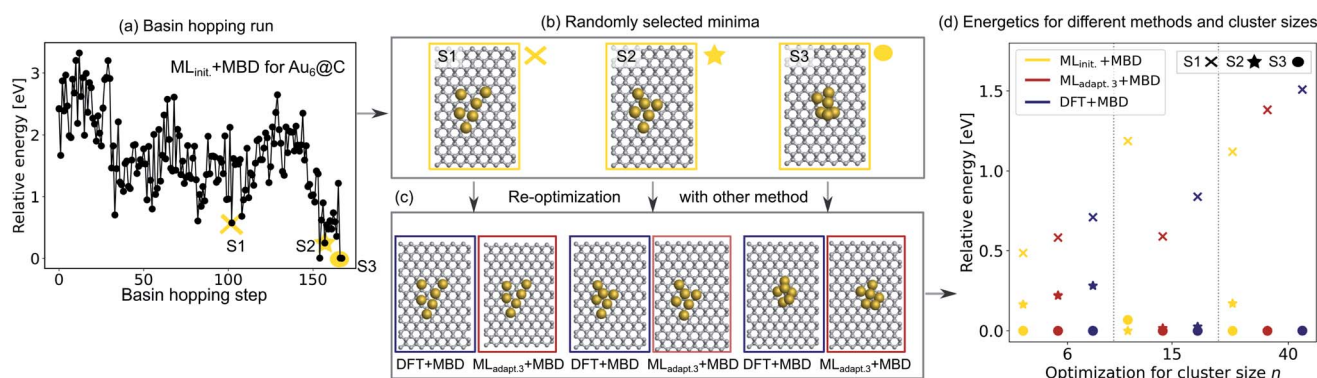 (a) Basin hopping run
ML_init.+MBD for Au₆@C
Relative energy [eV]
3
2
1
0
S1
S2
S3
0
50
100
150
Basin hopping step
(b) Randomly selected minima
S1
S2
S3
Re-optimization with other method
(c)
DFT+MBD
ML_adapt.3+MBD
DFT+MBD
ML_adapt.3+MBD
DFT+MBD
ML_adapt.3+MBD
(d) Energetics for different methods and cluster sizes
ML_init. +MBD
ML_adapt. 3+MBD
DFT+MBD
S1 S2 S3
Relative energy [eV]
1.5
1.0
0.5
0.0
6
15
40
Optimization for cluster size n